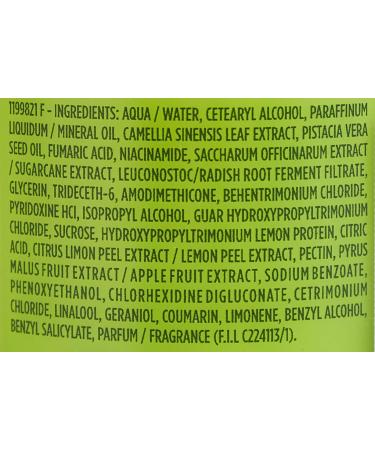 1199821 F - INGREDIENTS: AQUA / WATER, CETEARYL ALCOHOL, PARAFFINUM
LIQUIDUM / MINERAL OIL, CAMELLIA SINENSIS LEAF EXTRACT, PISTACIA VERA
SEED OIL, FUMARIC ACID, NIACINAMIDE, SACCHARUM OFFICINARUM EXTRACT
/ SUGARCANE EXTRACT, LEUCONOSTOC/RADISH ROOT FERMENT FILTRATE,
GLYCERIN, TRIDECETH-6, AMODIMETHICONE, BEHENTRIMONIUM CHLORIDE,
PYRIDOXINE HCI, ISOPROPYL ALCOHOL, GUAR HYDROXYPROPYLTRIMONIUM
CHLORIDE, SUCROSE, HYDROXYPROPYLTRIMONIUM LEMON PROTEIN, CITRIC
ACID, CITRUS LIMON PEEL EXTRACT / LEMON PEEL EXTRACT, PECTIN, PYRUS
MALUS FRUIT EXTRACT / APPLE FRUIT EXTRACT, SODIUM BENZOATE,
PHENOXYETHANOL, CHLORHEXIDINE DIGLUCONATE, CETRIMONIUM
CHLORIDE, LINALOOL, GERANIOL, COUMARIN, LIMONENE, BENZYL ALCOHOL,
BENZYL SALICYLATE, PARFUM / FRAGRANCE (F.I.L C224113/1).